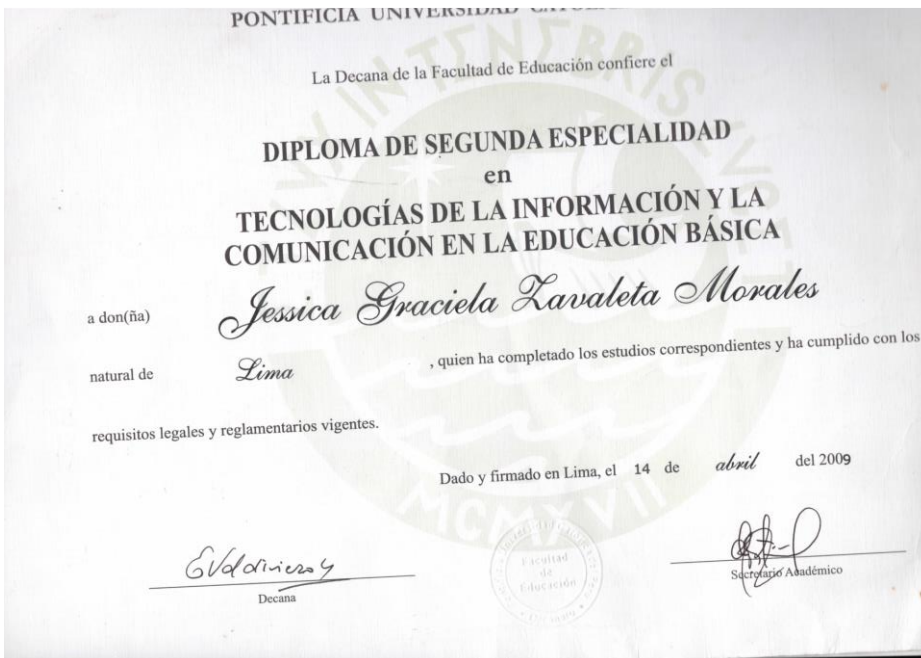 PONTIFICIA UNIVERSIDAD
La Decana de la Facultad de Educación confiere el
DIPLOMA DE SEGUNDA ESPECIALIDAD
en
TECNOLOGÍAS DE LA INFORMACIÓN Y LA
COMUNICACIÓN EN LA EDUCACIÓN BÁSICA
a don(ña) Jessica Graciela Zavaleta Morales
natural de Lima , quien ha completado los estudios correspondientes y ha cumplido con los
requisitos legales y reglamentarios vigentes.
Dado y firmado en Lima, el 14 de abril del 2009
MCMXVII
Facultad
de
Educación
Decana
Secretario Académico